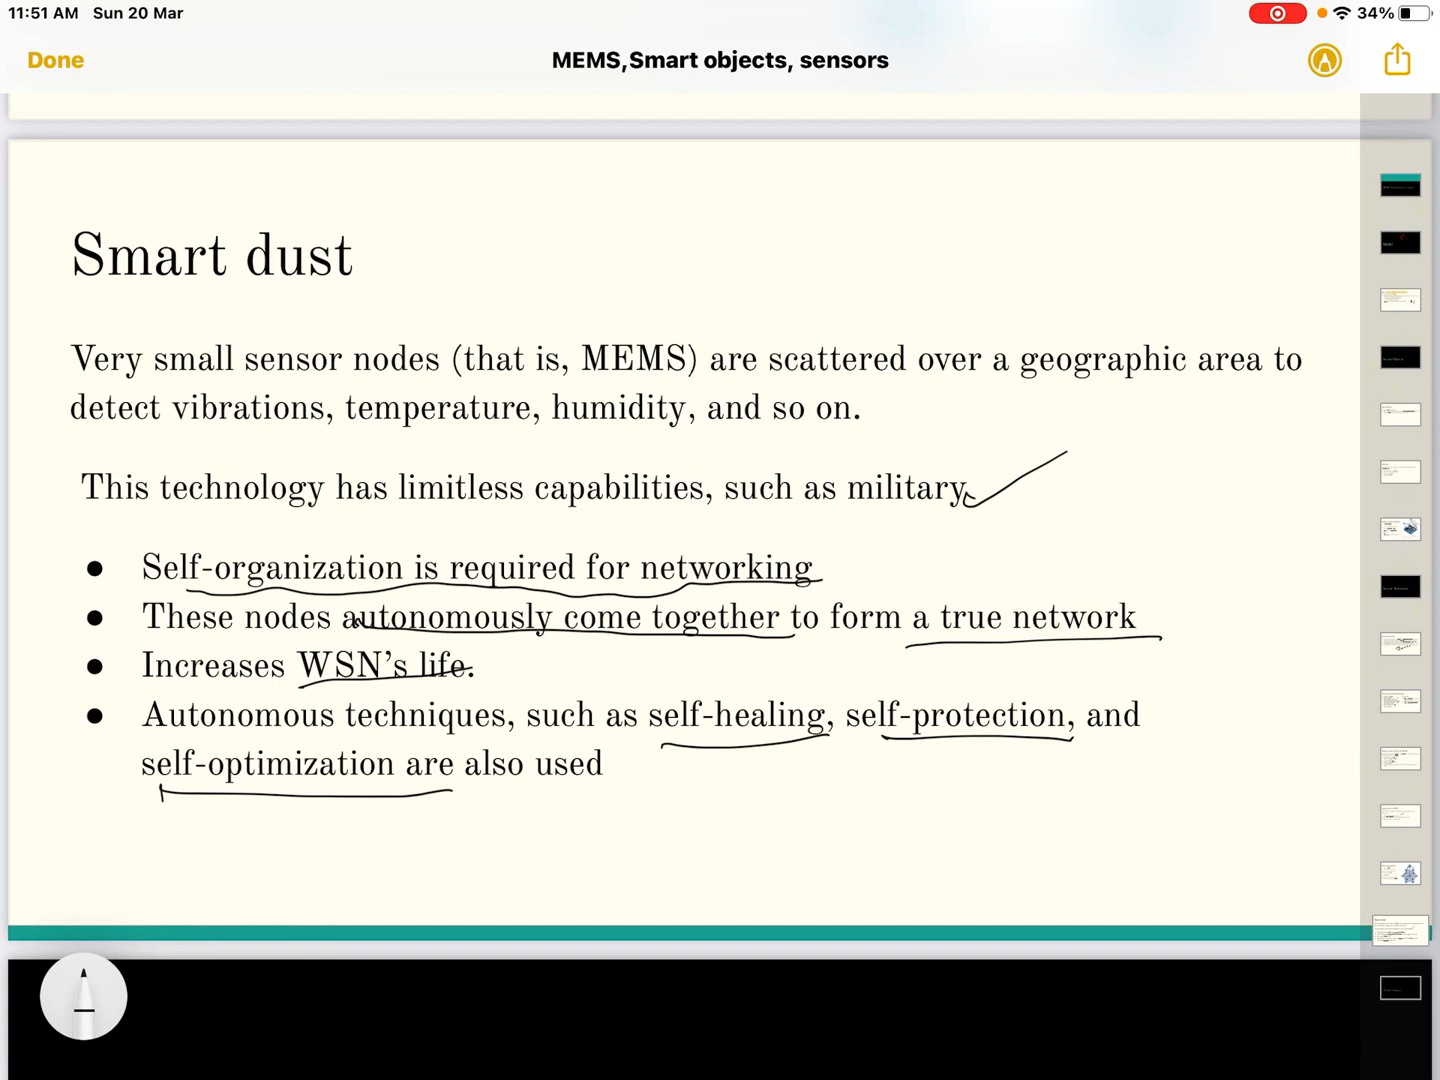 11:51 AM Sun 20 Mar
34%
Done
MEMS,Smart objects, sensors
Smart dust
Very small sensor nodes (that is, MEMS) are scattered over a geographic area to
detect vibrations, temperature, humidity, and so on.
This technology has limitless capabilities, such as military.
● Self-organization is required for networking
● These nodes autonomously come together to form a true network
● Increases WSN’s life.
● Autonomous techniques, such as self-healing, self-protection, and
self-optimization are also used